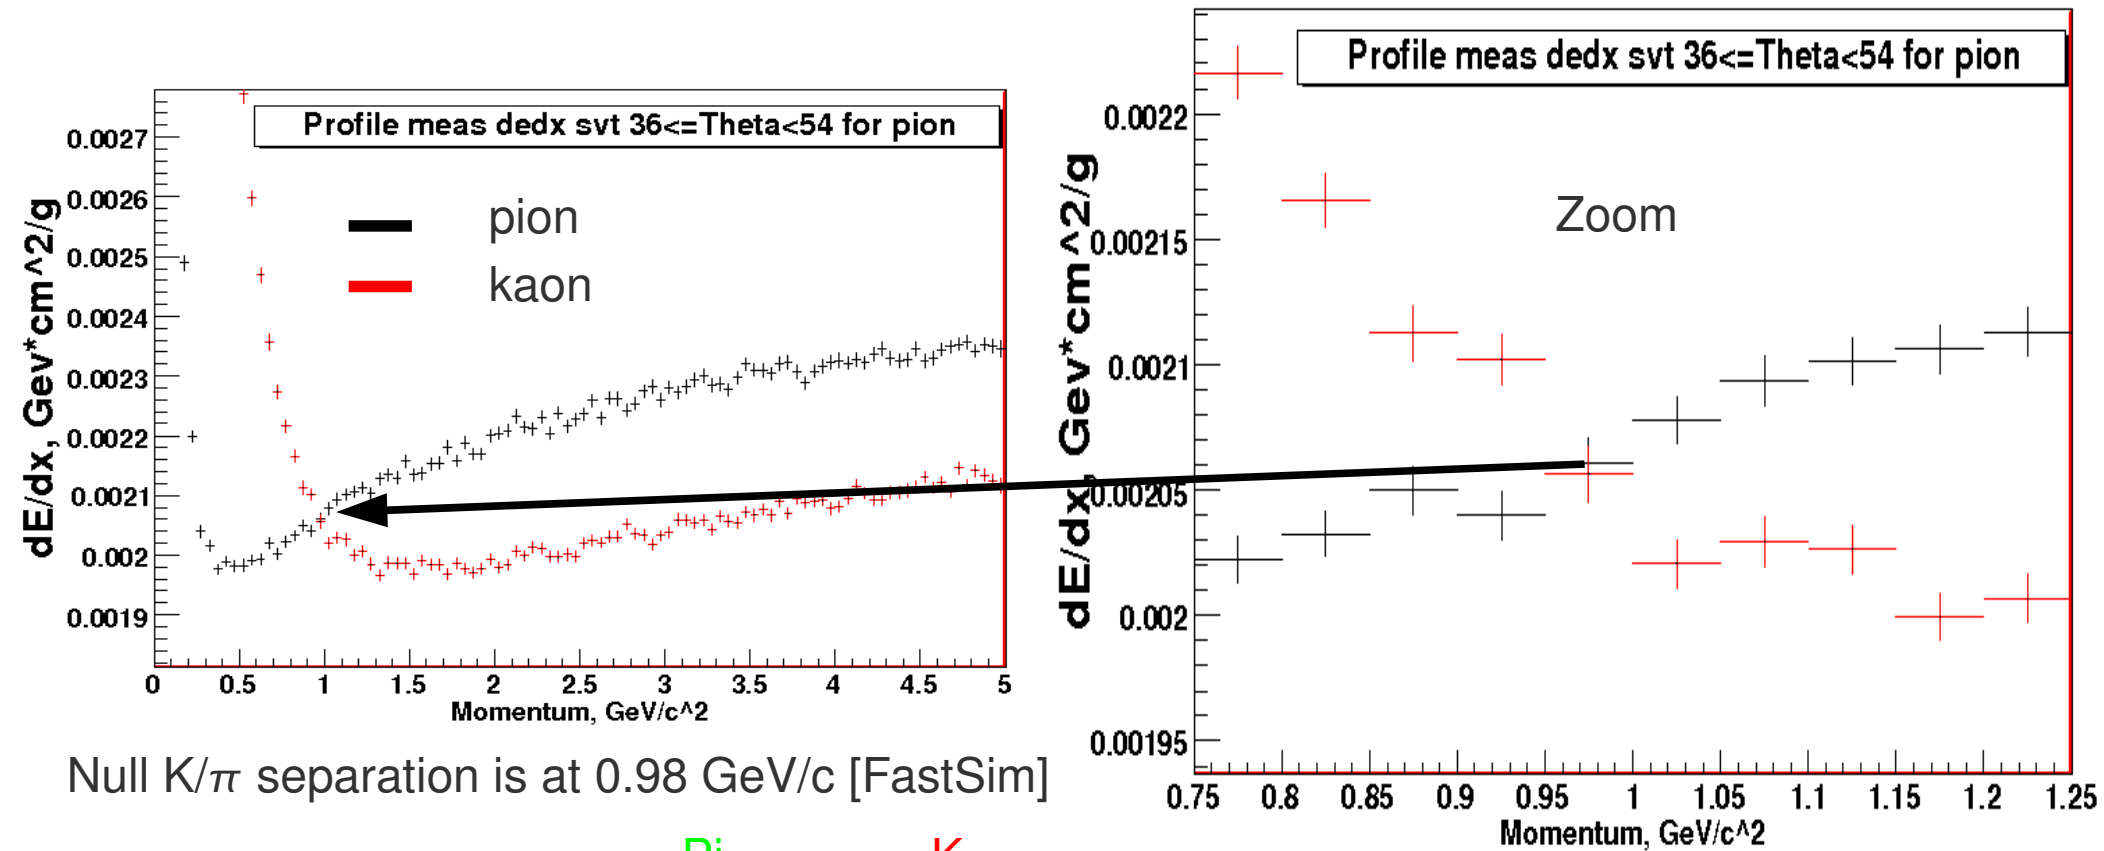 Profile meas dedx svt 36<=Theta<54 for pion
pion
kaon
dE/dx, Gev*cm^2/g
0.0027
0.0026
0.0025
0.0024
0.0023
0.0022
0.0021
0.002
0.0019
0 0.5 1 1.5 2 2.5 3 3.5 4 4.5 5
Momentum, GeV/c^2
Profile meas dedx svt 36<=Theta<54 for pion
Zoom
dE/dx, Gev*cm^2/g
0.0022
0.00215
0.0021
0.00205
0.002
0.00195
0.75 0.8 0.85 0.9 0.95 1 1.05 1.1 1.15 1.2 1.25
Momentum, GeV/c^2
Null K/π separation is at 0.98 GeV/c [FastSim]
Pi K